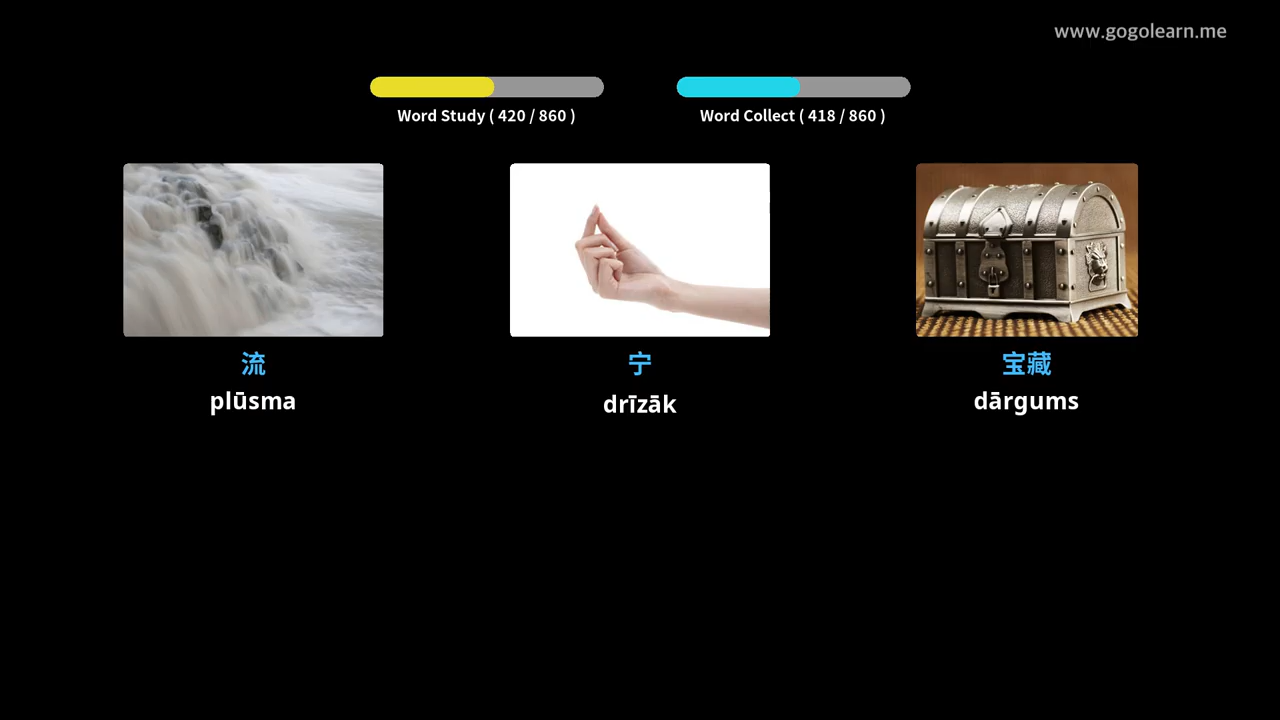 www.gogolearn.me
Word Study ( 420 / 860 )
Word Collect ( 418 / 860 )
流
宁
宝藏
plūsma
drīzāk
dārgums